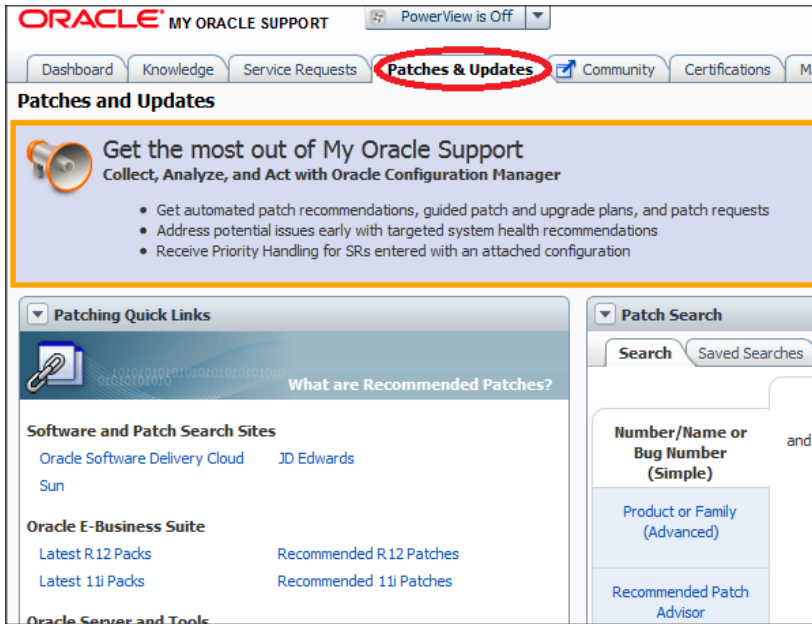 ORACLE MY ORACLE SUPPORT
PowerView is Off
Dashboard Knowledge Service Requests Patches & Updates Community Certifications M
Patches and Updates
Get the most out of My Oracle Support
Collect, Analyze, and Act with Oracle Configuration Manager
• Get automated patch recommendations, guided patch and upgrade plans, and patch requests
• Address potential issues early with targeted system health recommendations
• Receive Priority Handling for SRs entered with an attached configuration
Patching Quick Links
What are Recommended Patches?
Software and Patch Search Sites
Oracle Software Delivery Cloud JD Edwards
Sun
Oracle E-Business Suite
Latest R12 Packs Recommended R12 Patches
Latest 11i Packs Recommended 11i Patches
Oracle Server and Tools
Patch Search
Search Saved Searches
Number/Name or
Bug Number
(Simple)
and
Product or Family
(Advanced)
Recommended Patch
Advisor